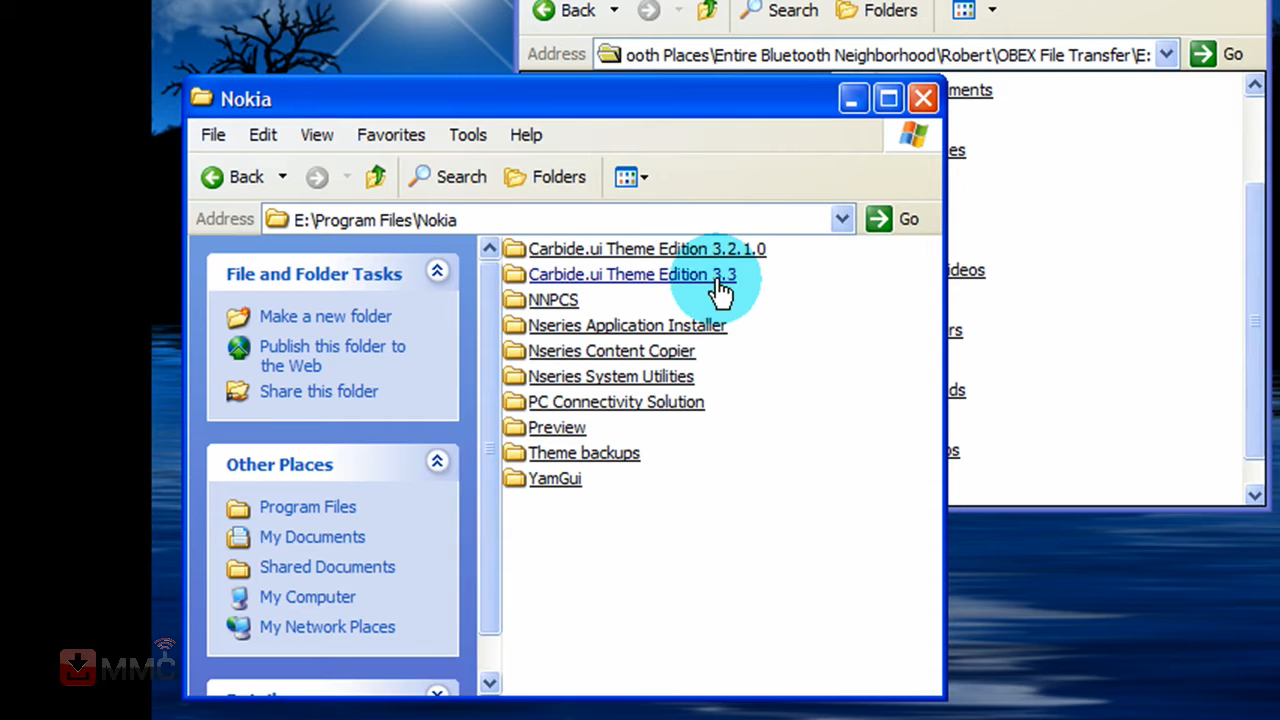 Back
Search
Folders
Address
ooth Places\Entire Bluetooth Neighborhood\Robert\OBEX File Transfer\E:
Go
Nokia
File
Edit
View
Favorites
Tools
Help
Back
Search
Folders
Address
E:\Program Files\Nokia
Go
File and Folder Tasks
Make a new folder
Publish this folder to
the Web
Share this folder
Other Places
Program Files
My Documents
Shared Documents
My Computer
My Network Places
Carbide.ui Theme Edition 3.2.1.0
Carbide.ui Theme Edition 3.3
NNPCS
Nseries Application Installer
Nseries Content Copier
Nseries System Utilities
PC Connectivity Solution
Preview
Theme backups
YamGui
ments
es
ideos
rs
ds
os
MMC